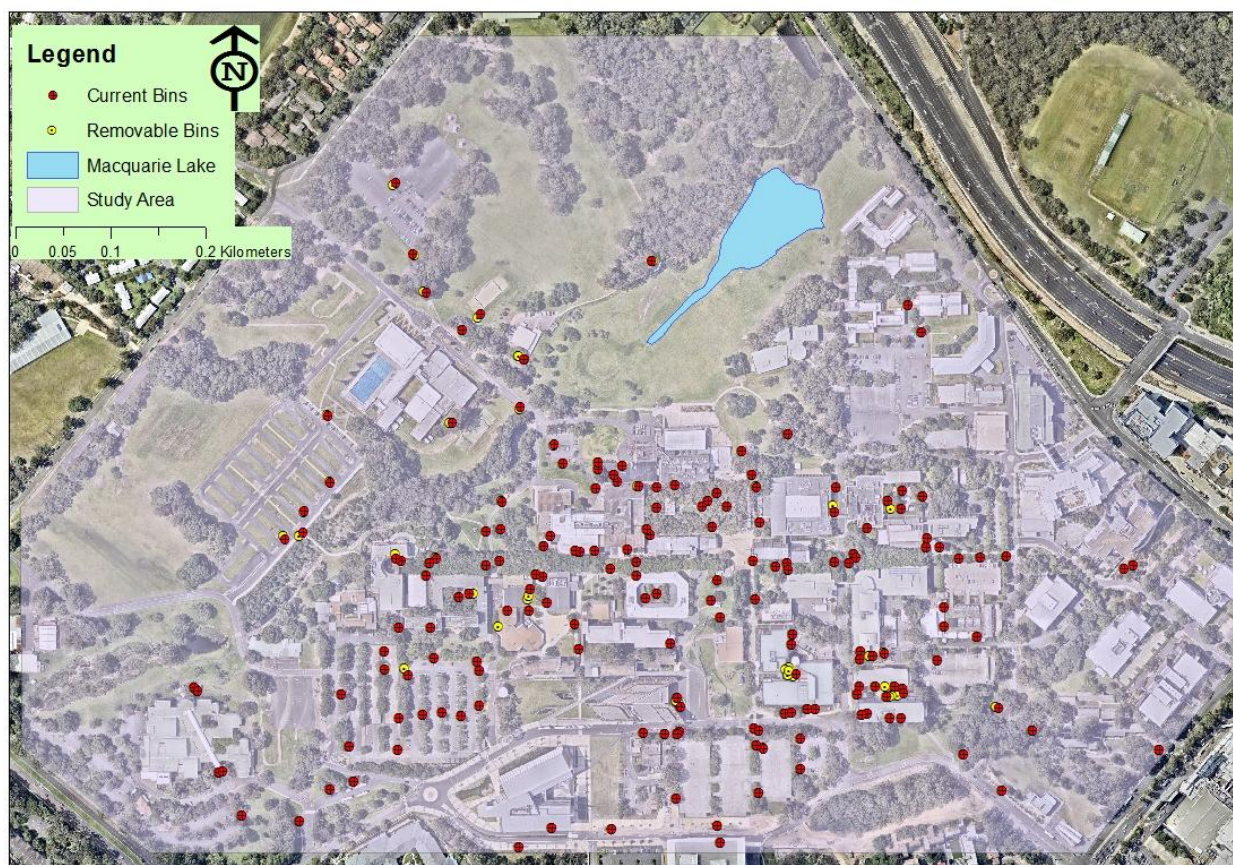 Legend
N
Current Bins
Removable Bins
Macquarie Lake
Study Area
0 0.05 0.1 0.2 Kilometers